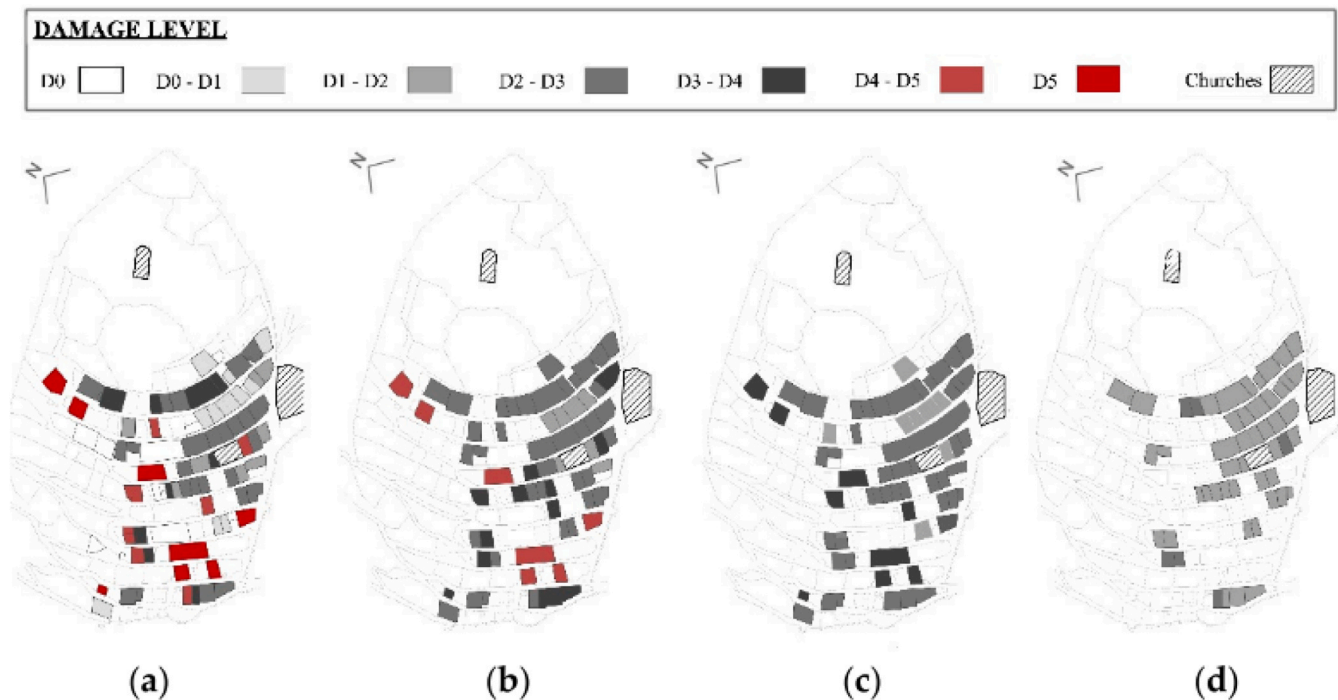 DAMAGE LEVEL
D0 D0 - D1 D1 - D2 D2 - D3 D3 - D4 D4 - D5 D5 Churches
N N N N
(a) (b) (c) (d)